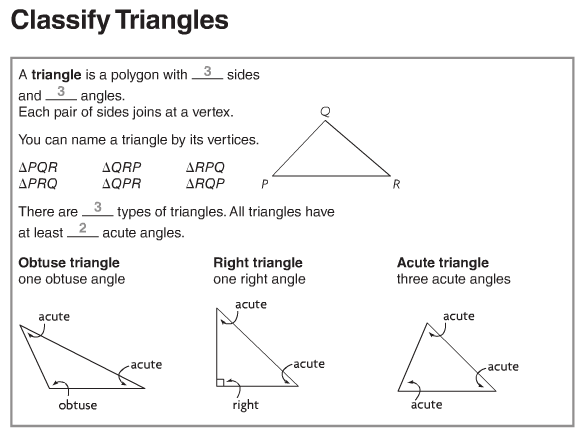 Classify Triangles
A triangle is a polygon with 3 sides
and 3 angles.
Each pair of sides joins at a vertex.
You can name a triangle by its vertices.
ΔPQR ΔQRP ΔRPQ
ΔPRQ ΔQPR ΔRQP
Q
P R
There are 3 types of triangles. All triangles have
at least 2 acute angles.
Obtuse triangle
one obtuse angle
acute
acute
obtuse
Right triangle
one right angle
acute
acute
right
Acute triangle
three acute angles
acute
acute
acute